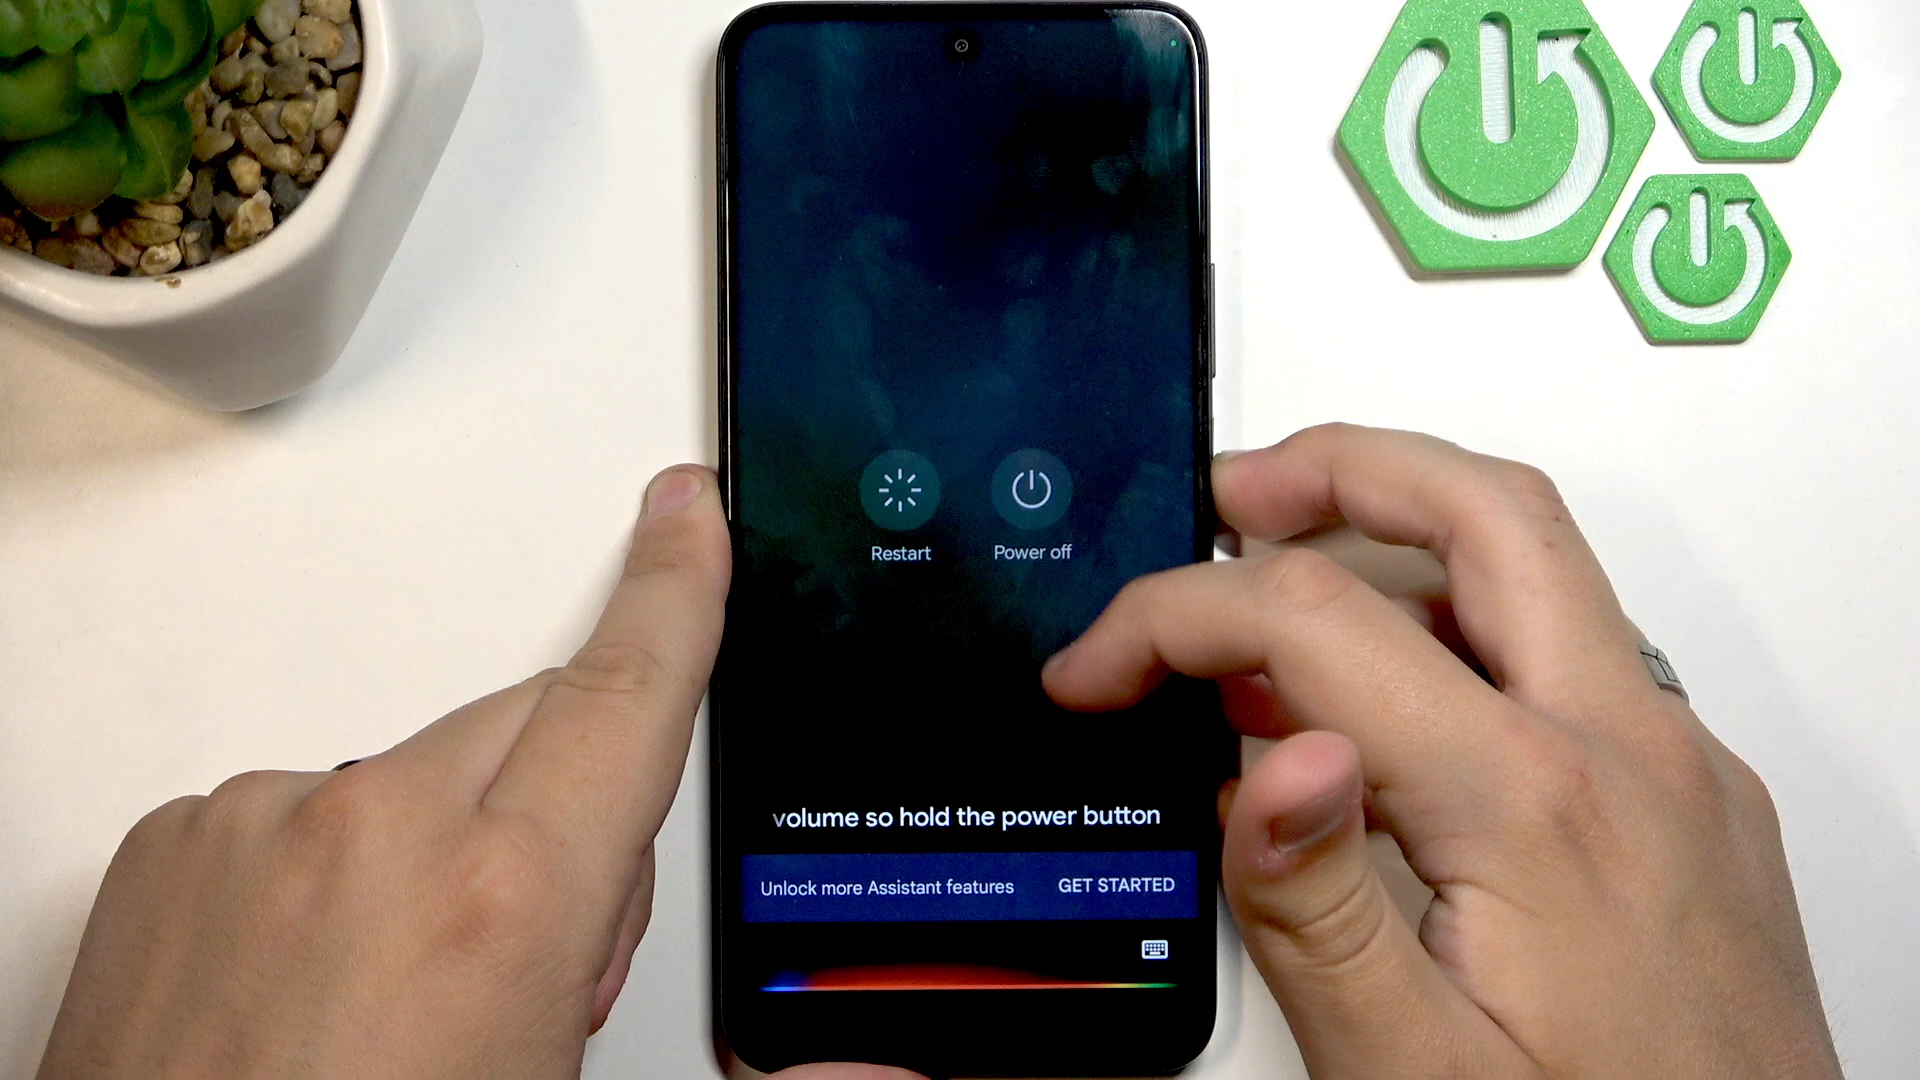 Restart
Power off
volume so hold the power button
Unlock more Assistant features
GET STARTED